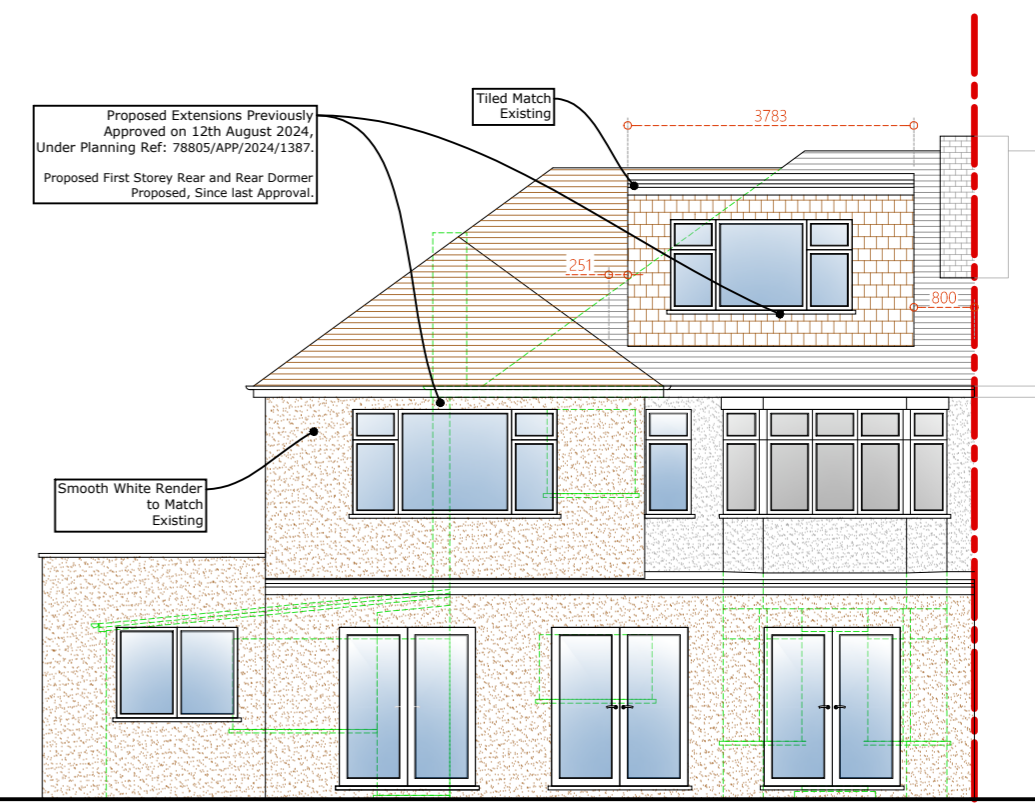 Proposed Extensions Previously
Approved on 12th August 2024,
Under Planning Ref: 78805/APP/2024/1387.
Proposed First Storey Rear and Rear Dormer
Proposed, Since last Approval.
Tiled Match
Existing
3783
251
800
Smooth White Render
to Match
Existing